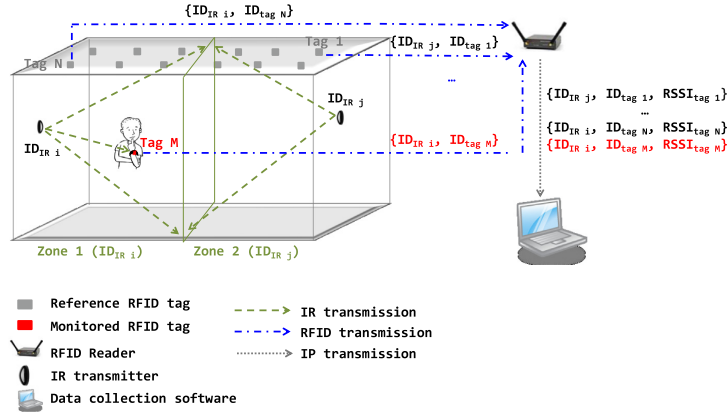 {ID_IR i, ID_tag N}
Tag 1
{ID_IR j, ID_tag 1}
Tag N
…
ID_IR j
{ID_IR j, ID_tag 1, RSSI_tag 1}
…
{ID_IR i, ID_tag N, RSSI_tag N}
ID_IR i
Tag M
{ID_IR i, ID_tag M}
{ID_IR i, ID_tag M, RSSI_tag M}
Zone 1 (ID_IR i)
Zone 2 (ID_IR j)
Reference RFID tag
Monitored RFID tag
RFID Reader
IR transmitter
Data collection software
IR transmission
RFID transmission
IP transmission